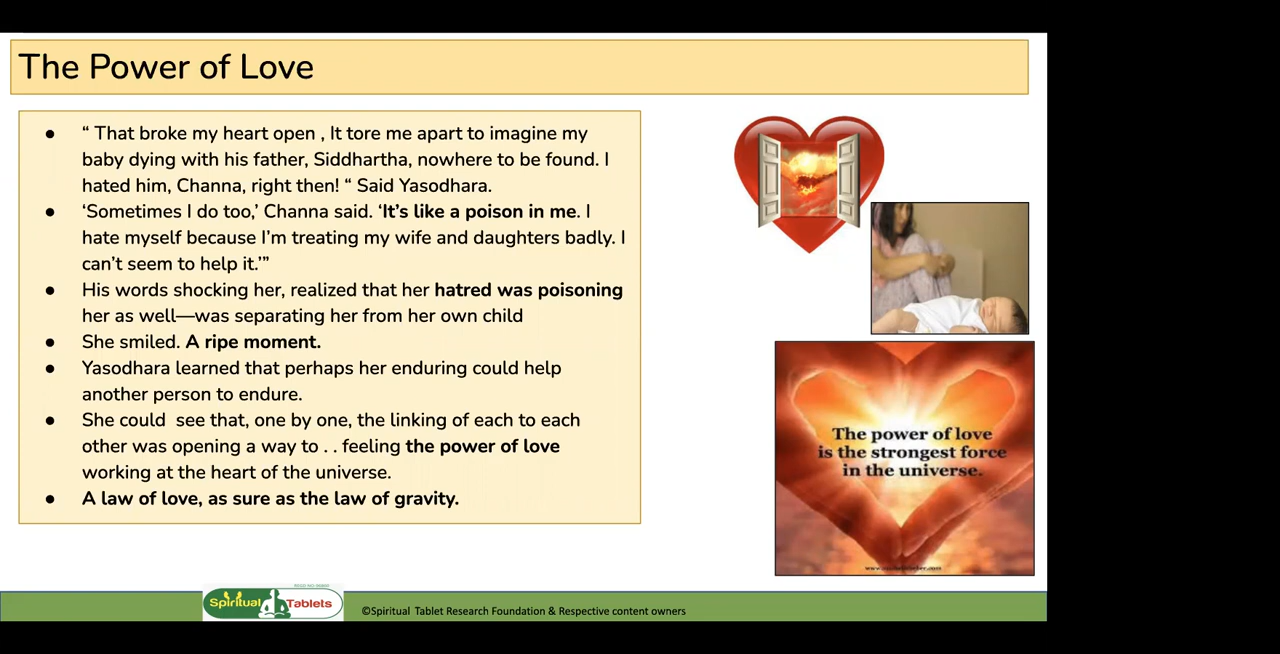 The Power of Love
● “ That broke my heart open , It tore me apart to imagine my
baby dying with his father, Siddhartha, nowhere to be found. I
hated him, Channa, right then! “ Said Yasodhara.
● ‘Sometimes I do too,’ Channa said. ‘It’s like a poison in me. I
hate myself because I’m treating my wife and daughters badly. I
can’t seem to help it.’”
● His words shocking her, realized that her hatred was poisoning
her as well—was separating her from her own child
● She smiled. A ripe moment.
● Yasodhara learned that perhaps her enduring could help
another person to endure.
● She could see that, one by one, the linking of each to each
other was opening a way to . . feeling the power of love
working at the heart of the universe.
● A law of love, as sure as the law of gravity.
The power of love
is the strongest force
in the universe.
Spiritual Tablets
©Spiritual Tablet Research Foundation & Respective content owners